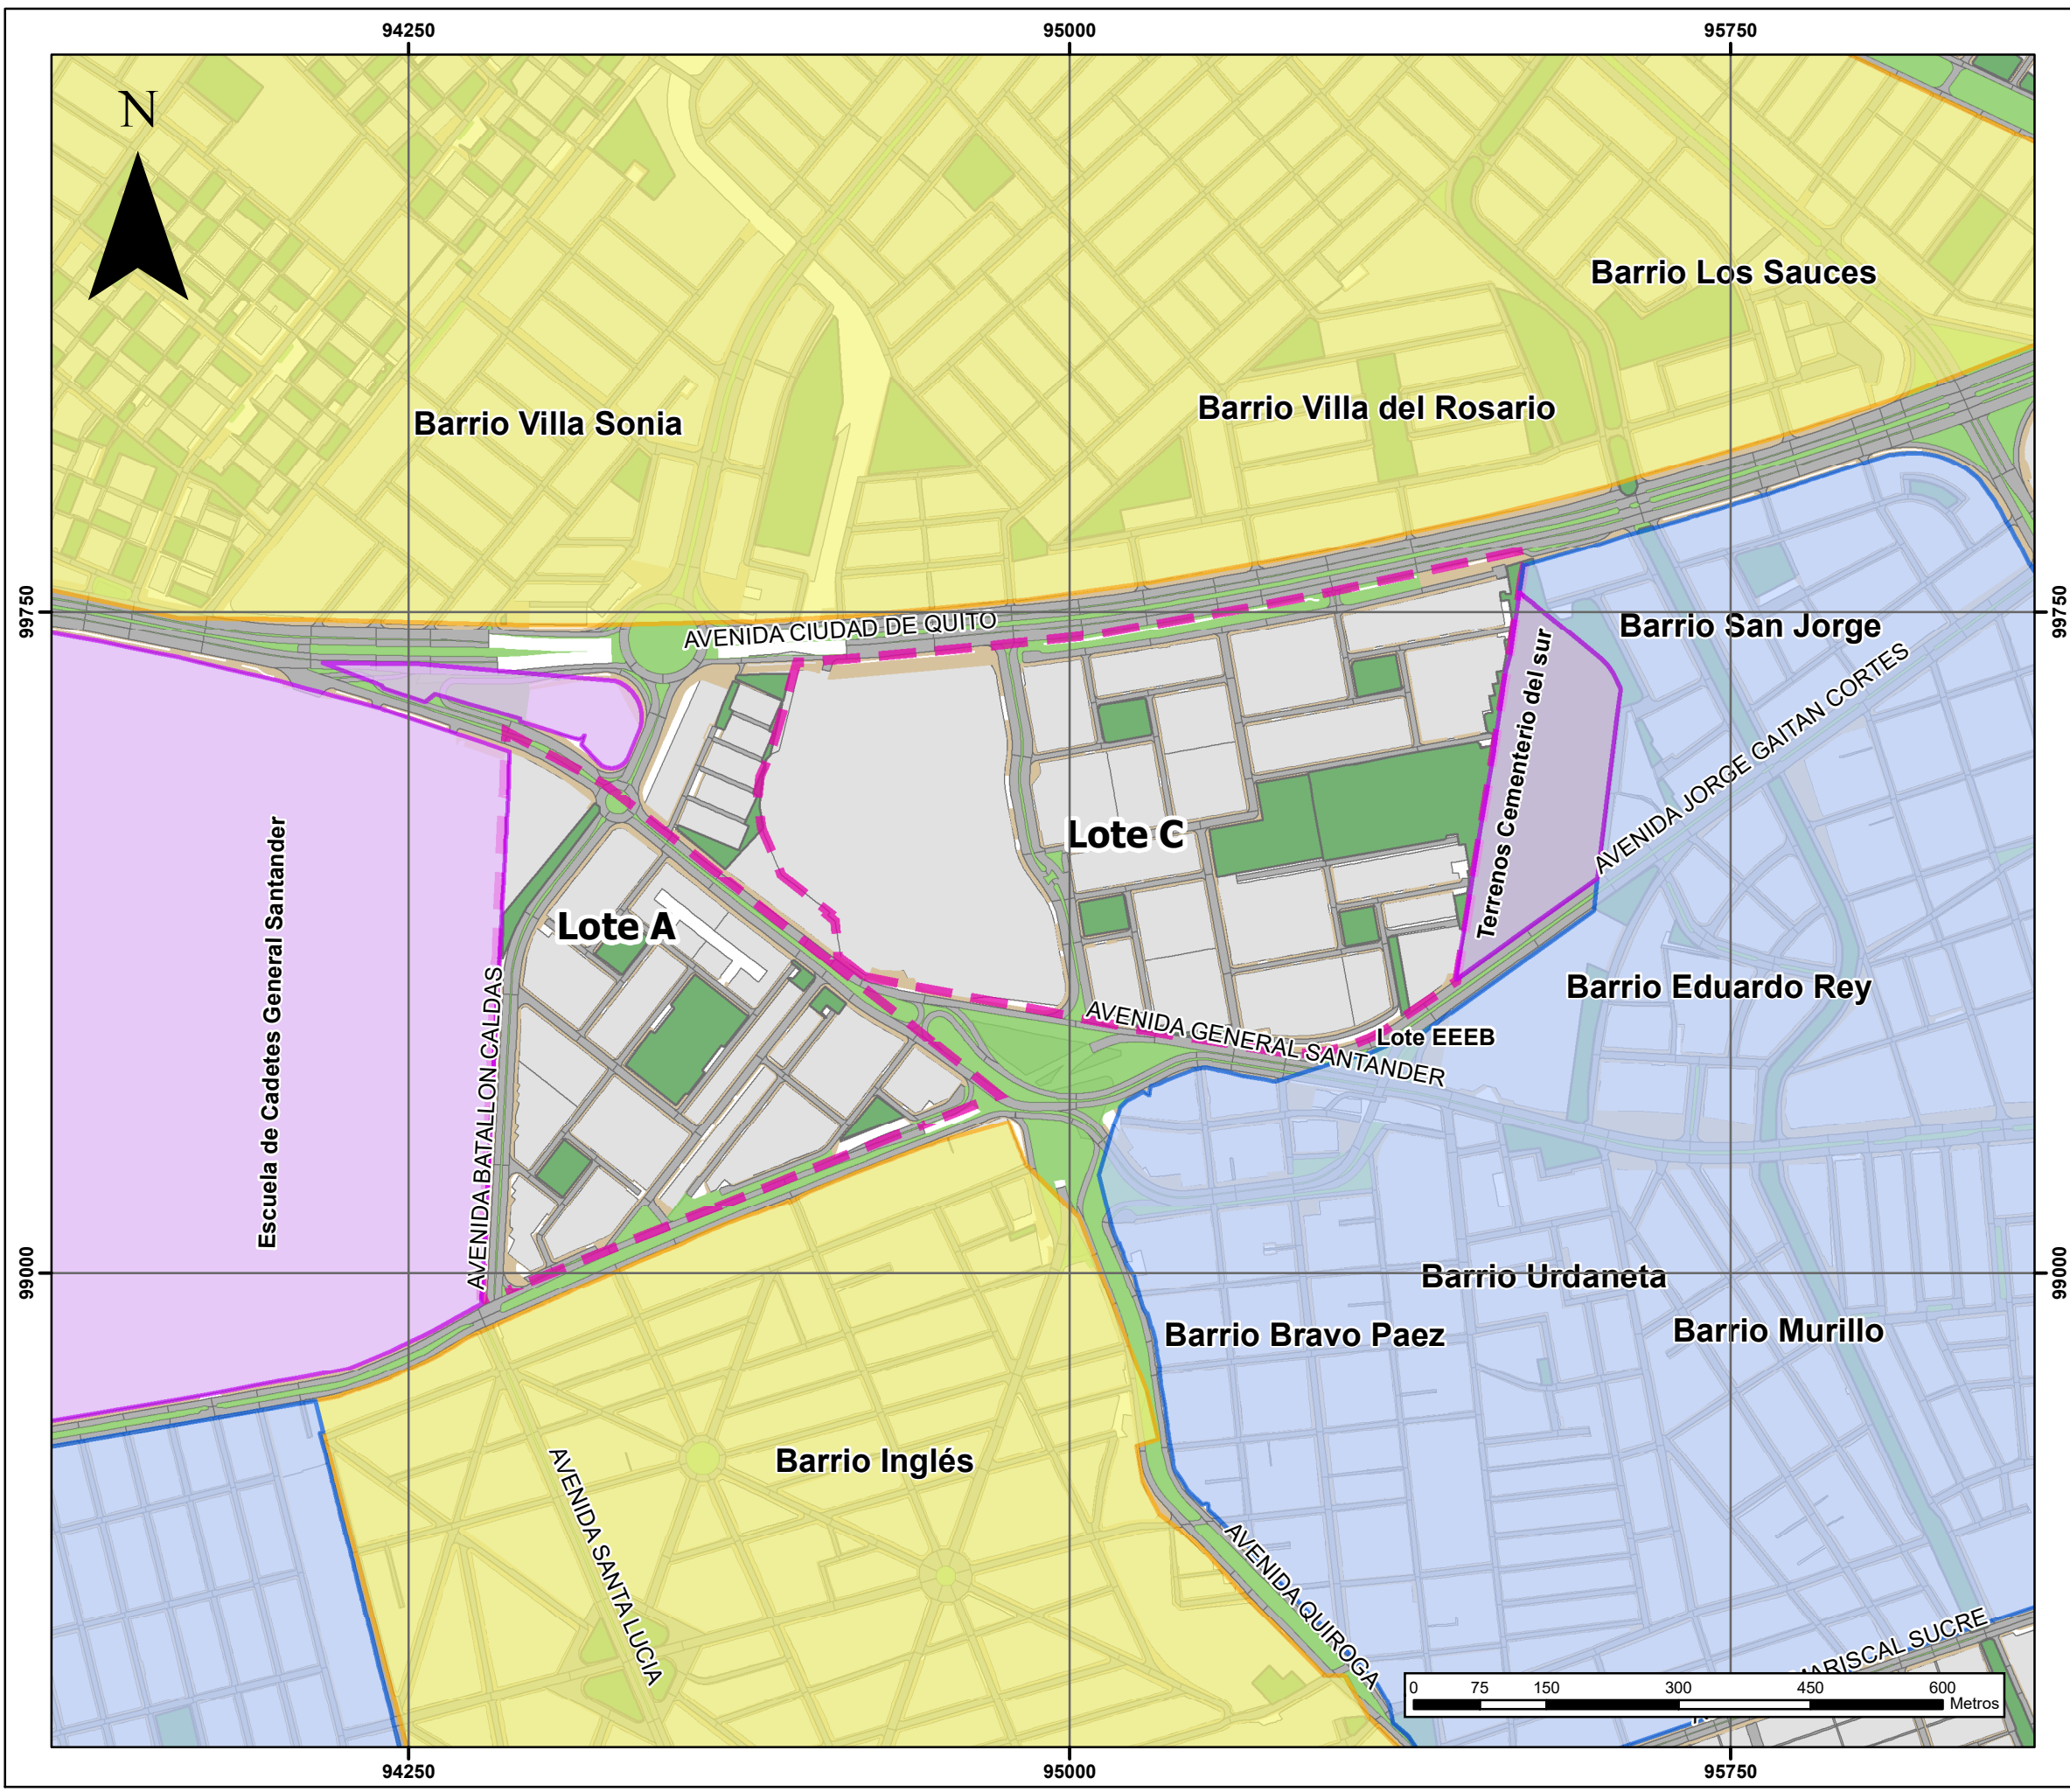 94250
95000
95750
N
Barrio Los Sauces
Barrio Villa Sonia
Barrio Villa del Rosario
99750
99750
AVENIDA CIUDAD DE QUITO
Barrio San Jorge
Terrenos Cementerio del sur
AVENIDA JORGE GAITAN CORTES
Lote C
Lote A
Escuela de Cadetes General Santander
AVENIDA BATALLON CALDAS
Barrio Eduardo Rey
AVENIDA GENERAL SANTANDER
Lote EEEB
99000
99000
Barrio Urdaneta
Barrio Bravo Paez
Barrio Murillo
Barrio Inglés
AVENIDA SANTA LUCIA
AVENIDA QUIROGA
MARISCAL SUCRE
0 75 150 300 450 600
Metros
94250
95000
95750